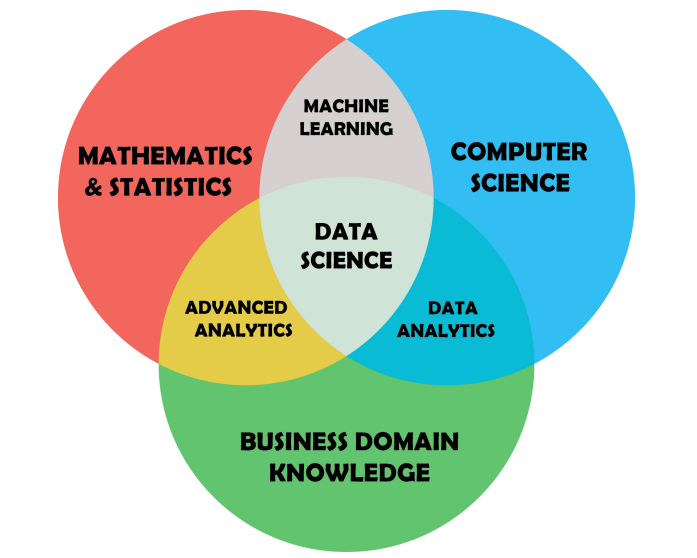 MACHINE
LEARNING
MATHEMATICS
& STATISTICS
COMPUTER
SCIENCE
DATA
SCIENCE
ADVANCED
ANALYTICS
DATA
ANALYTICS
BUSINESS DOMAIN
KNOWLEDGE